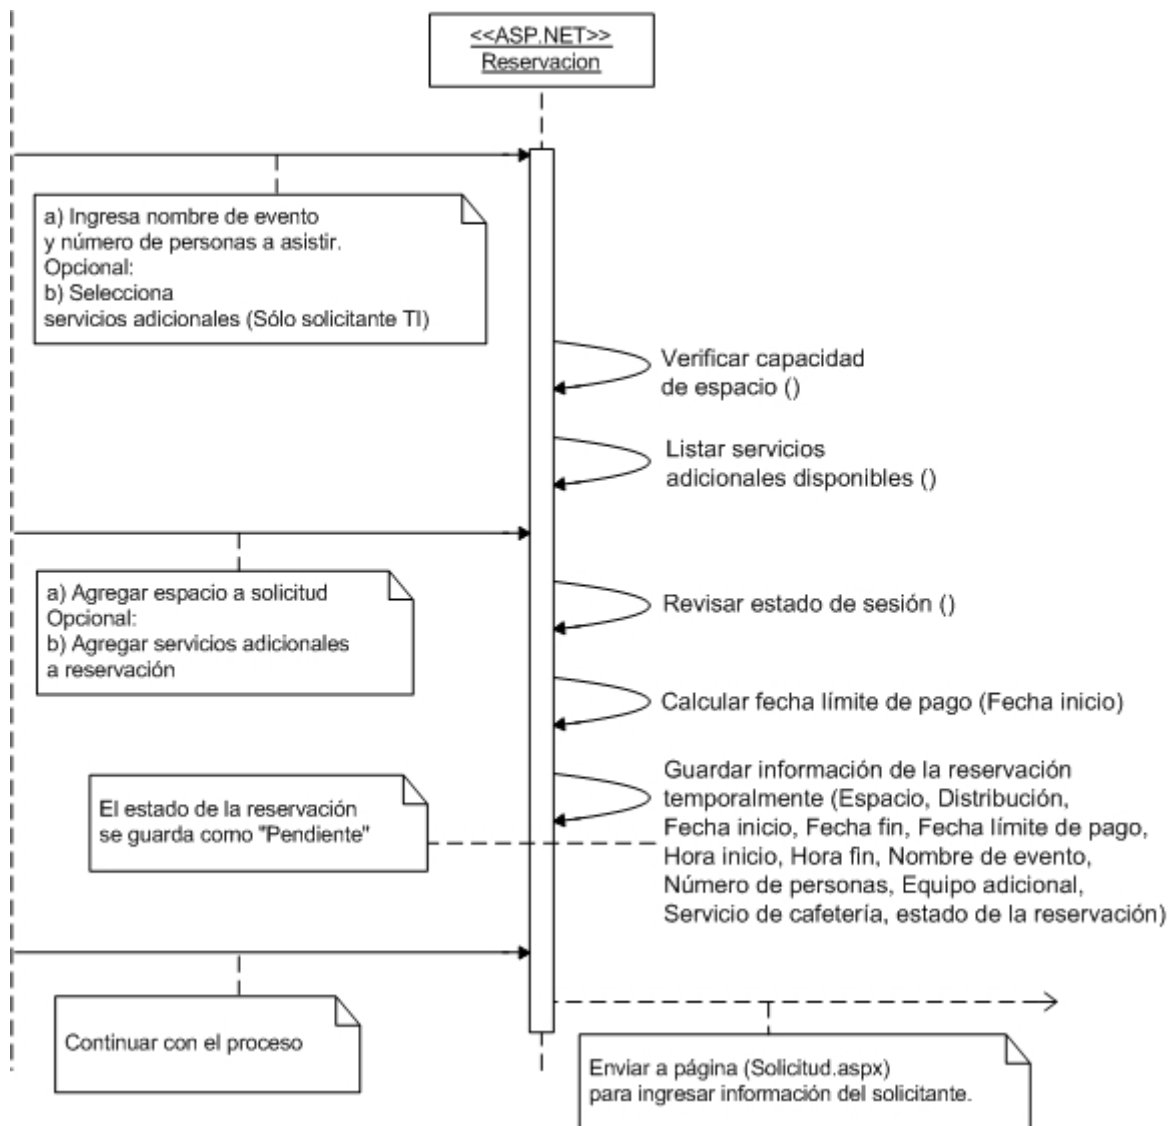 <<ASP.NET>>
Reservacion
a) Ingresa nombre de evento
y número de personas a asistir.
Opcional:
b) Selecciona
servicios adicionales (Sólo solicitante TI)
Verificar capacidad
de espacio ()
Listar servicios
adicionales disponibles ()
a) Agregar espacio a solicitud
Opcional:
b) Agregar servicios adicionales
a reservación
Revisar estado de sesión ()
Calcular fecha límite de pago (Fecha inicio)
El estado de la reservación
se guarda como "Pendiente"
Guardar información de la reservación
temporalmente (Espacio, Distribución,
Fecha inicio, Fecha fin, Fecha límite de pago,
Hora inicio, Hora fin, Nombre de evento,
Número de personas, Equipo adicional,
Servicio de cafetería, estado de la reservación)
Continuar con el proceso
Enviar a página (Solicitud.aspx)
para ingresar información del solicitante.